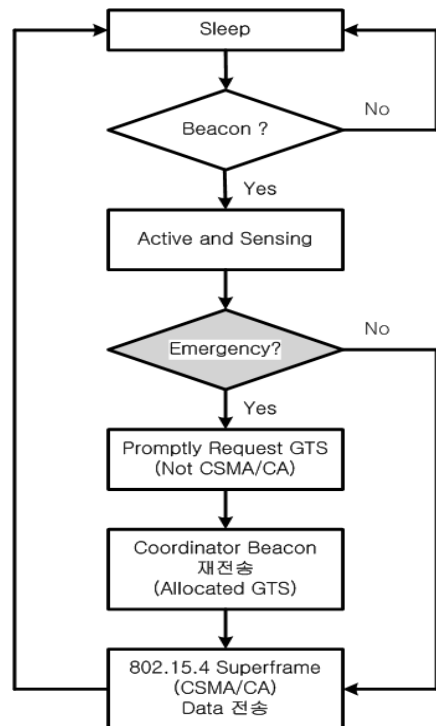 Sleep
Beacon ?
No
Yes
Active and Sensing
Emergency?
No
Yes
Promptly Request GTS
(Not CSMA/CA)
Coordinator Beacon
재전송
(Allocated GTS)
802.15.4 Superframe
(CSMA/CA)
Data 전송